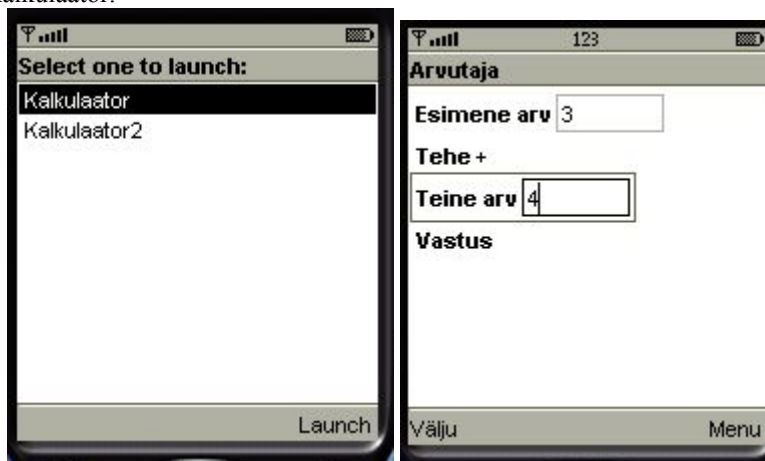 kalkulaator.
Select one to launch:
Kalkulaator
Kalkulaator2
Launch
123
Arvutaja
Esimene arv 3
Tehe +
Teine arv 4
Vastus
Välju Menu